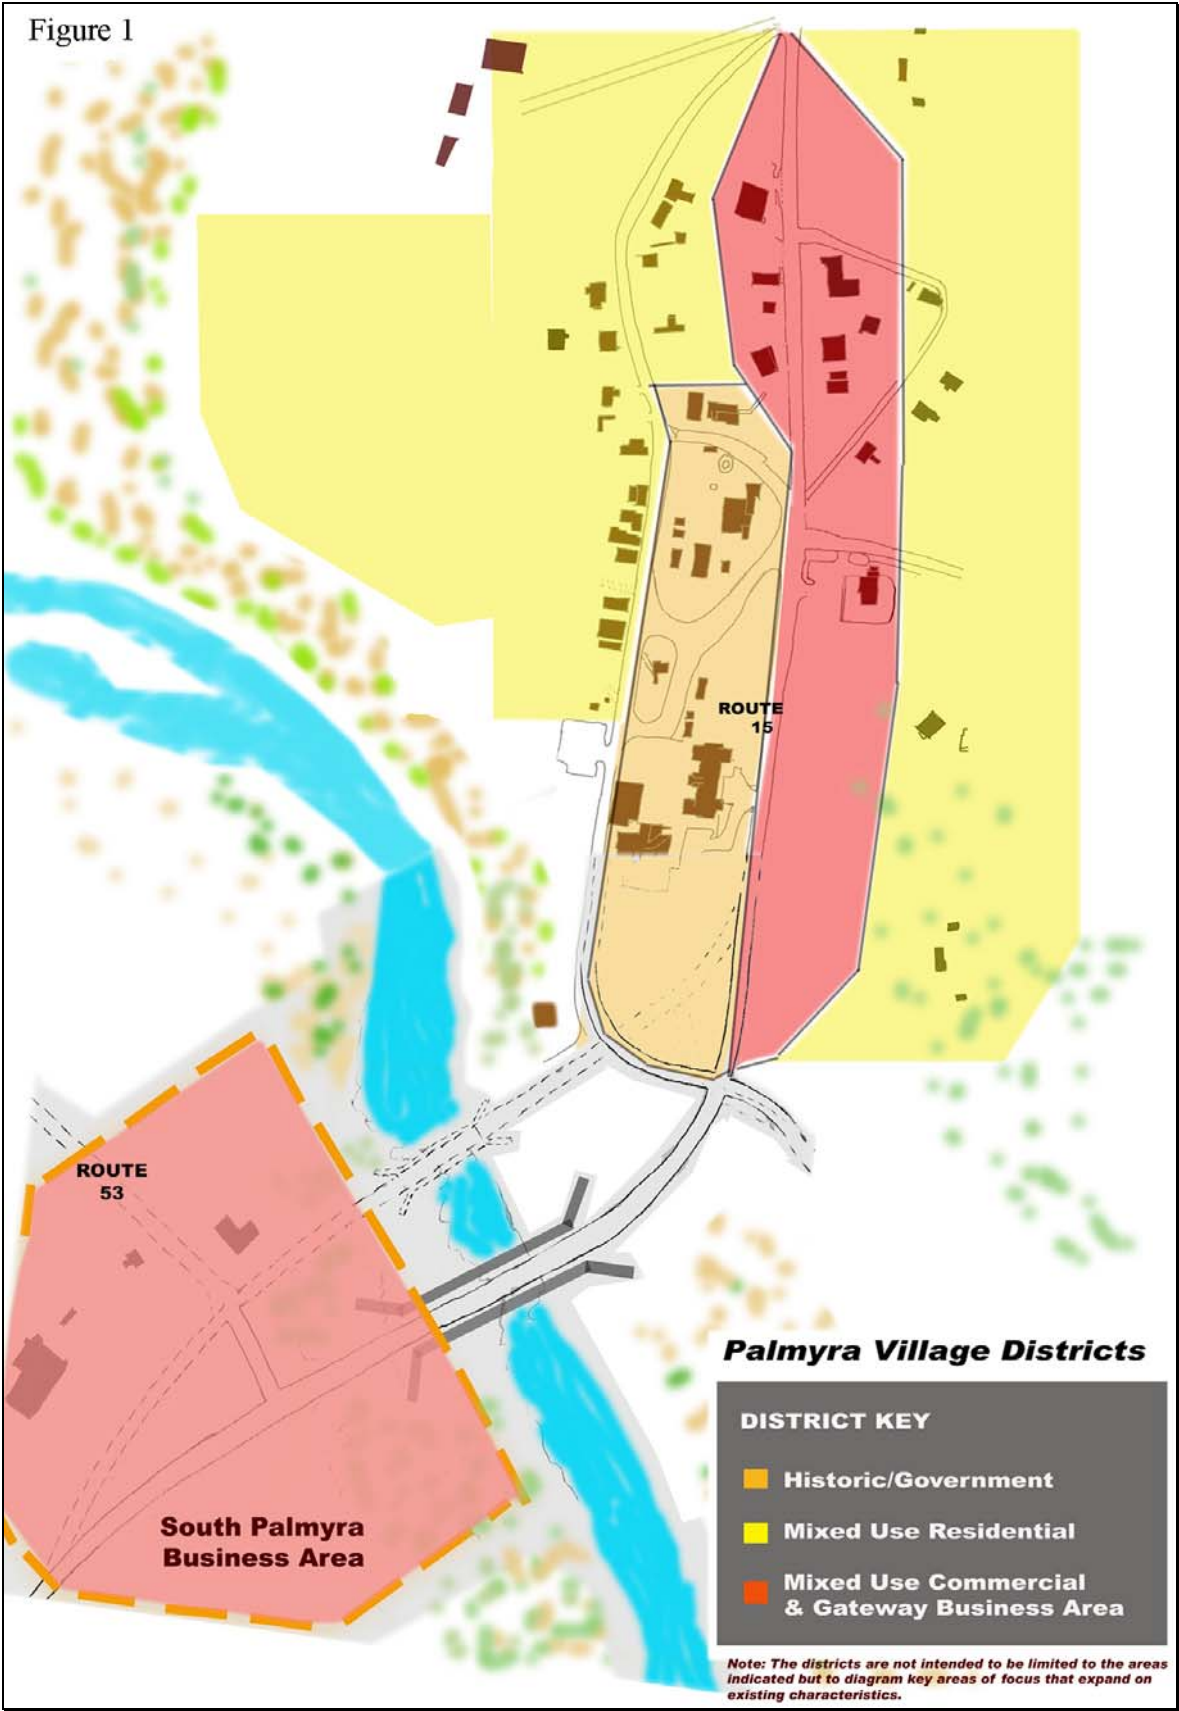 Figure 1
ROUTE
15
ROUTE
53
South Palmyra
Business Area
Palmyra Village Districts
DISTRICT KEY
Historic/Government
Mixed Use Residential
Mixed Use Commercial
& Gateway Business Area
Note: The districts are not intended to be limited to the areas
indicated but to diagram key areas of focus that expand on
existing characteristics.